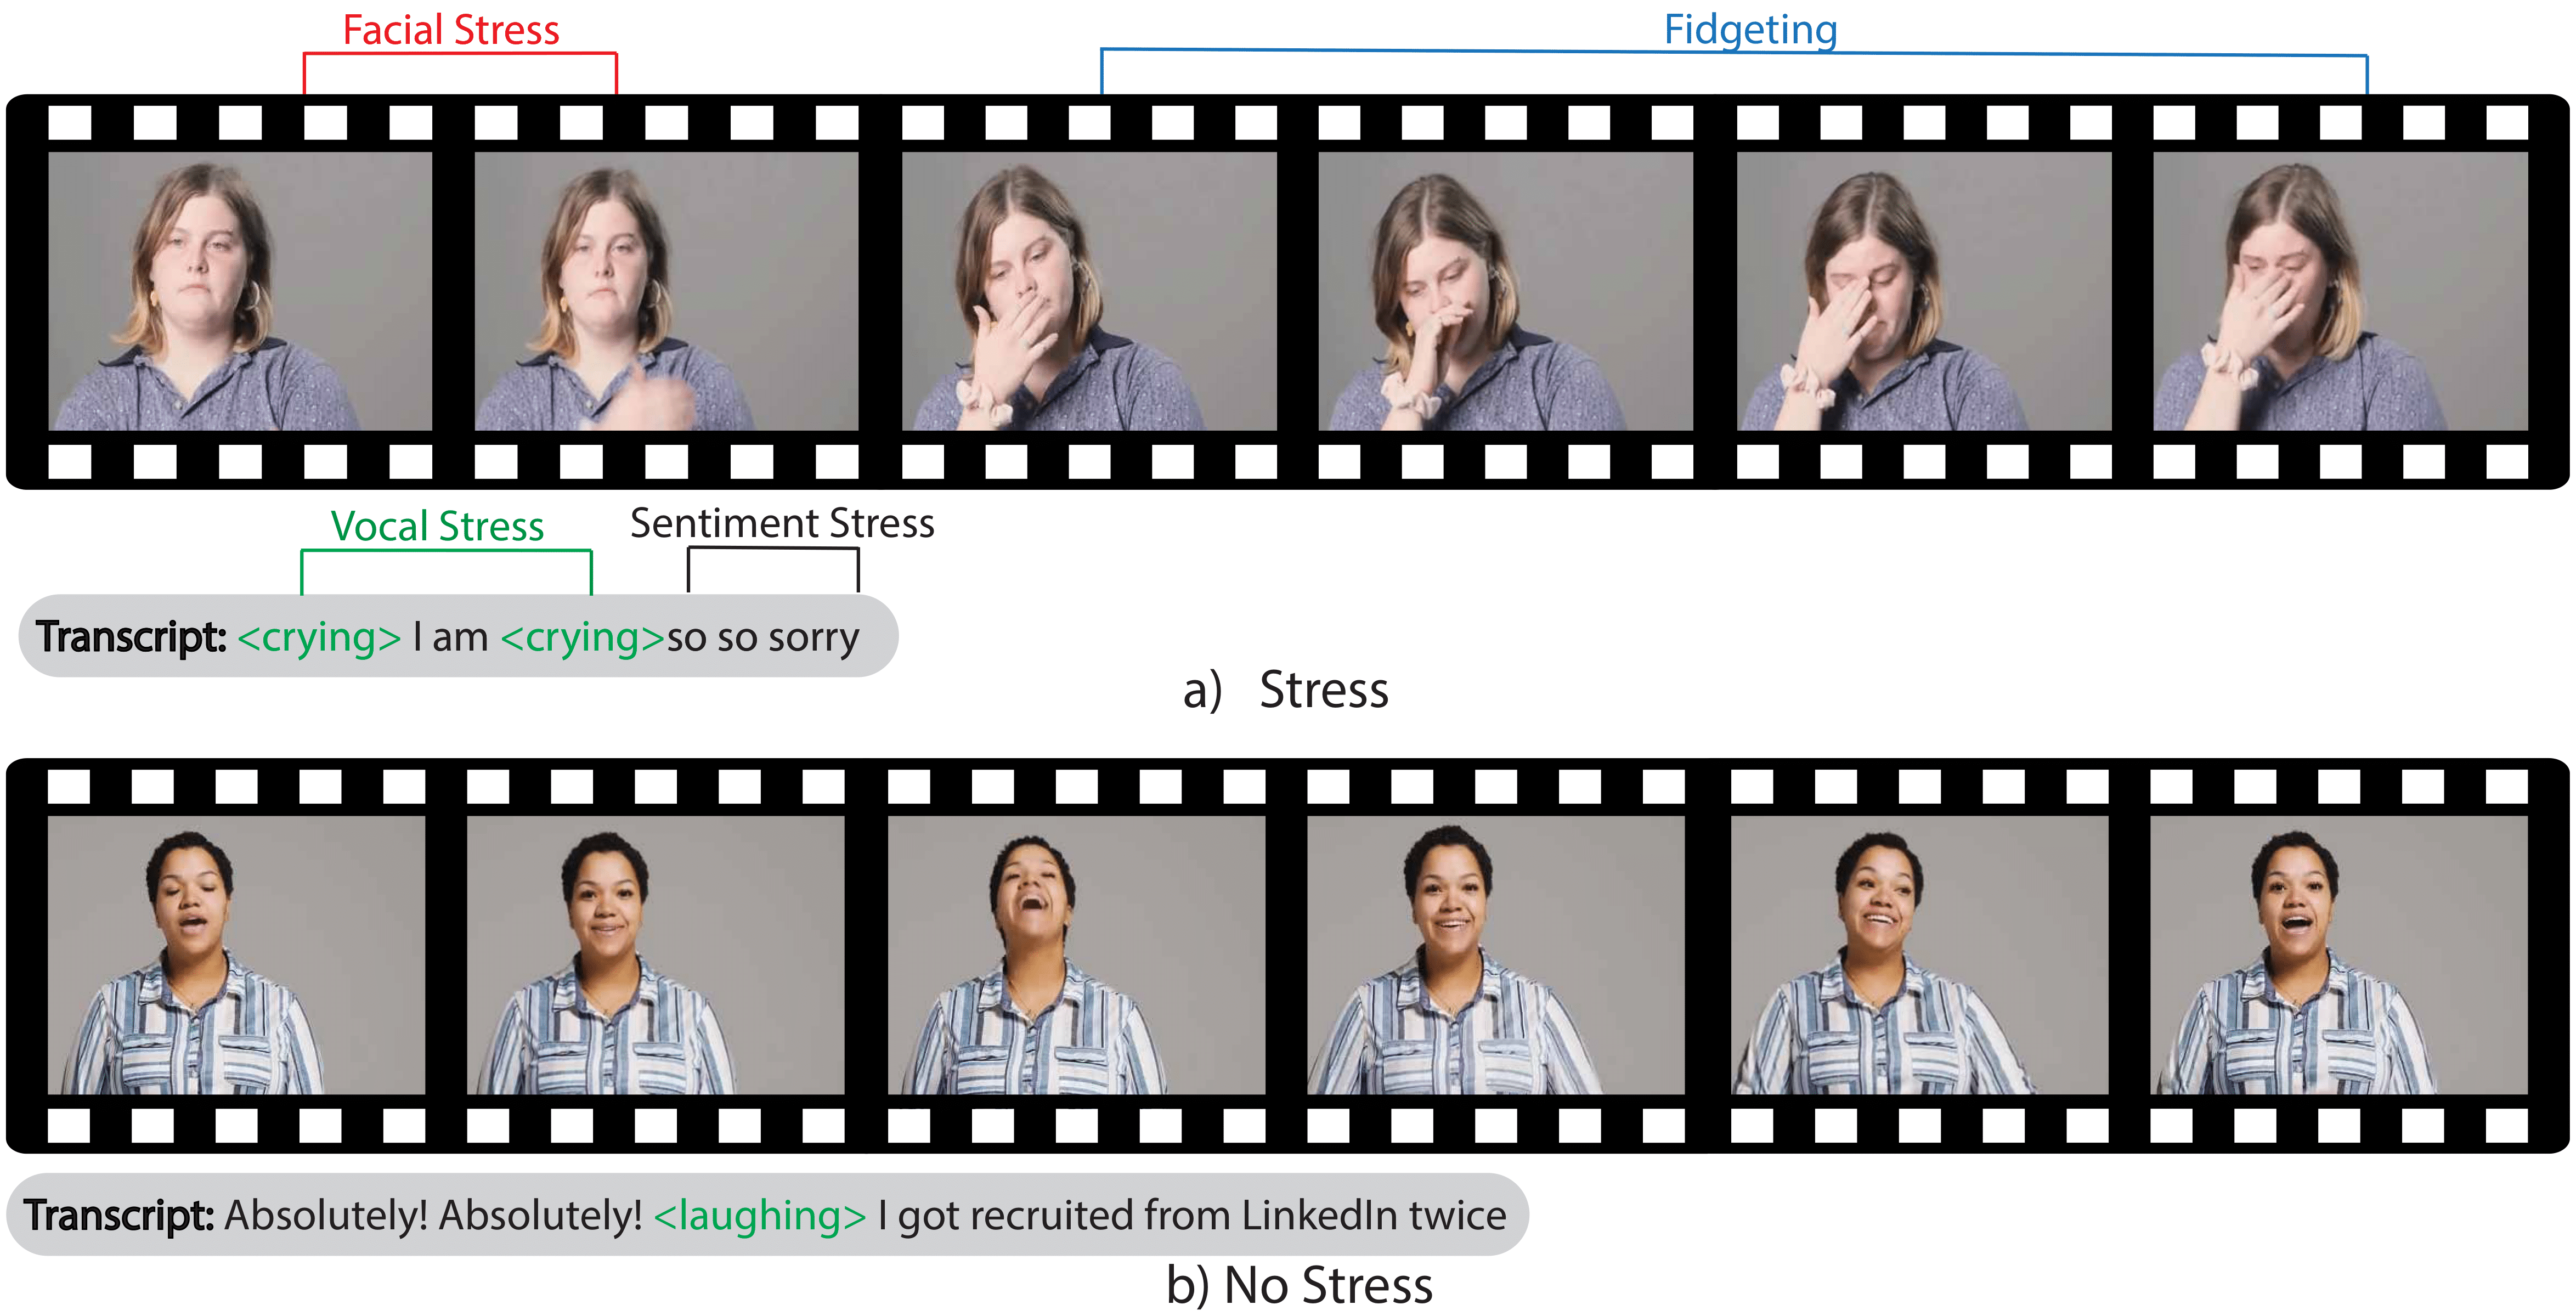 Facial Stress
Fidgeting
Vocal Stress
Sentiment Stress
Transcript: <crying> I am <crying>so so sorry
a) Stress
Transcript: Absolutely! Absolutely! <laughing> I got recruited from LinkedIn twice
b) No Stress